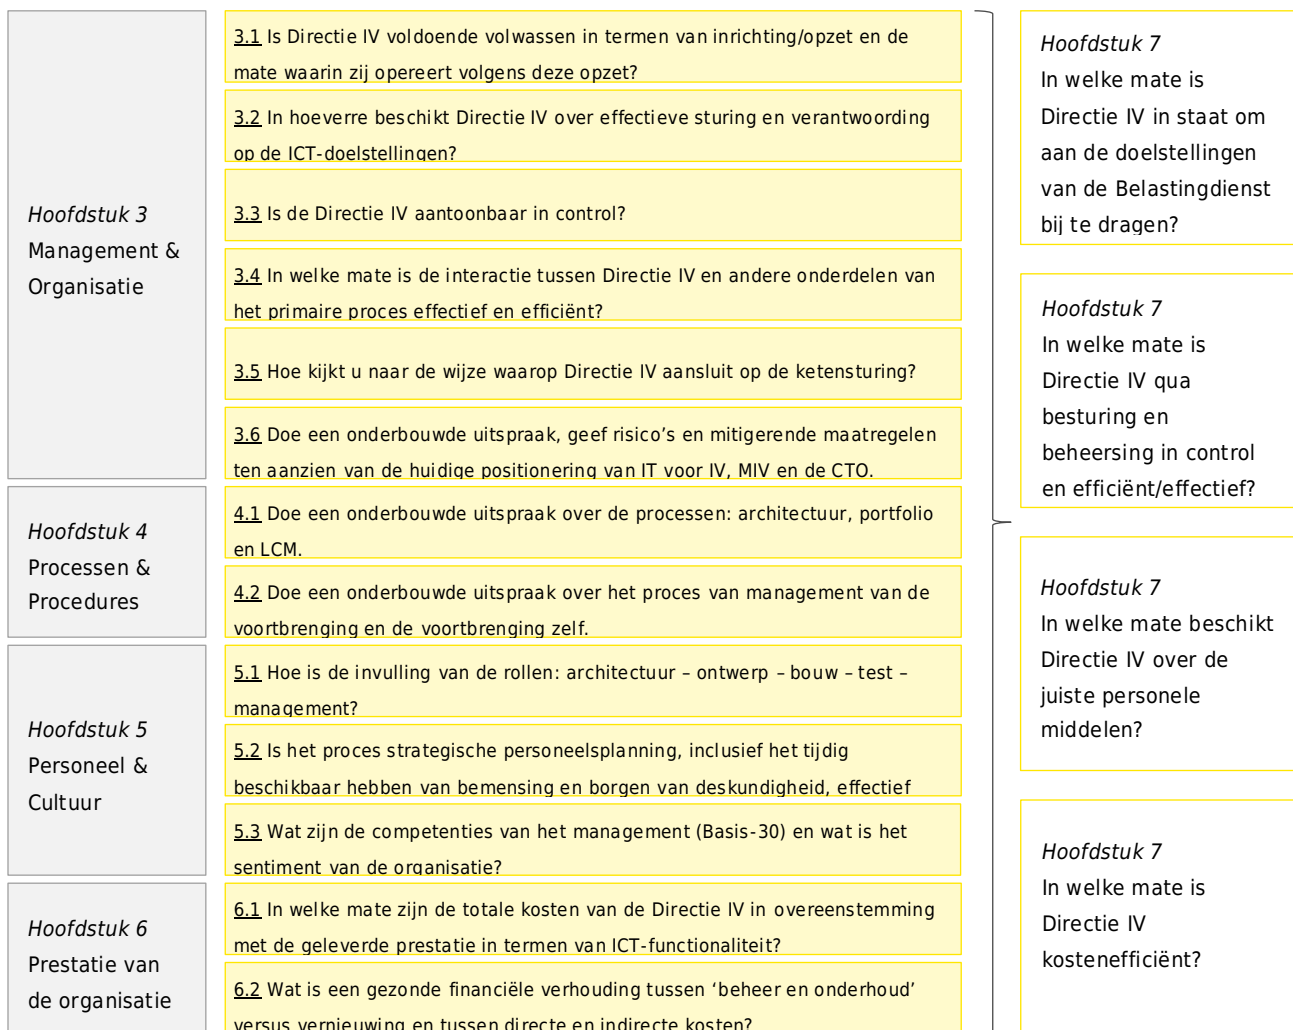 Hoofdstuk 3
Management &
Organisatie
3.1 Is Directie IV voldoende volwassen in termen van inrichting/opzet en de
mate waarin zij opereert volgens deze opzet?
3.2 In hoeverre beschikt Directie IV over effectieve sturing en verantwoording
op de ICT-doelstellingen?
3.3 Is de Directie IV aantoonbaar in control?
3.4 In welke mate is de interactie tussen Directie IV en andere onderdelen van
het primaire proces effectief en efficiënt?
3.5 Hoe kijkt u naar de wijze waarop Directie IV aansluit op de ketensturing?
3.6 Doe een onderbouwde uitspraak, geef risico's en mitigerende maatregelen
ten aanzien van de huidige positionering van IT voor IV, MIV en de CTO.
Hoofdstuk 4
Processen &
Procedures
4.1 Doe een onderbouwde uitspraak over de processen: architectuur, portfolio
en LCM.
4.2 Doe een onderbouwde uitspraak over het proces van management van de
voortbrenging en de voortbrenging zelf.
Hoofdstuk 5
Personeel &
Cultuur
5.1 Hoe is de invulling van de rollen: architectuur – ontwerp – bouw – test –
management?
5.2 Is het proces strategische personeelsplanning, inclusief het tijdig
beschikbaar hebben van bemensing en borgen van deskundigheid, effectief
5.3 Wat zijn de competenties van het management (Basis-30) en wat is het
sentiment van de organisatie?
Hoofdstuk 6
Prestatie van
de organisatie
6.1 In welke mate zijn de totale kosten van de Directie IV in overeenstemming
met de geleverde prestatie in termen van ICT-functionaliteit?
6.2 Wat is een gezonde financiële verhouding tussen 'beheer en onderhoud'
versus vernieuwing en tussen directe en indirecte kosten?
Hoofdstuk 7
In welke mate is
Directie IV in staat om
aan de doelstellingen
van de Belastingdienst
bij te dragen?
Hoofdstuk 7
In welke mate is
Directie IV qua
besturing en
beheersing in control
en efficiënt/effectief?
Hoofdstuk 7
In welke mate beschikt
Directie IV over de
juiste personele
middelen?
Hoofdstuk 7
In welke mate is
Directie IV
kostenefficiënt?